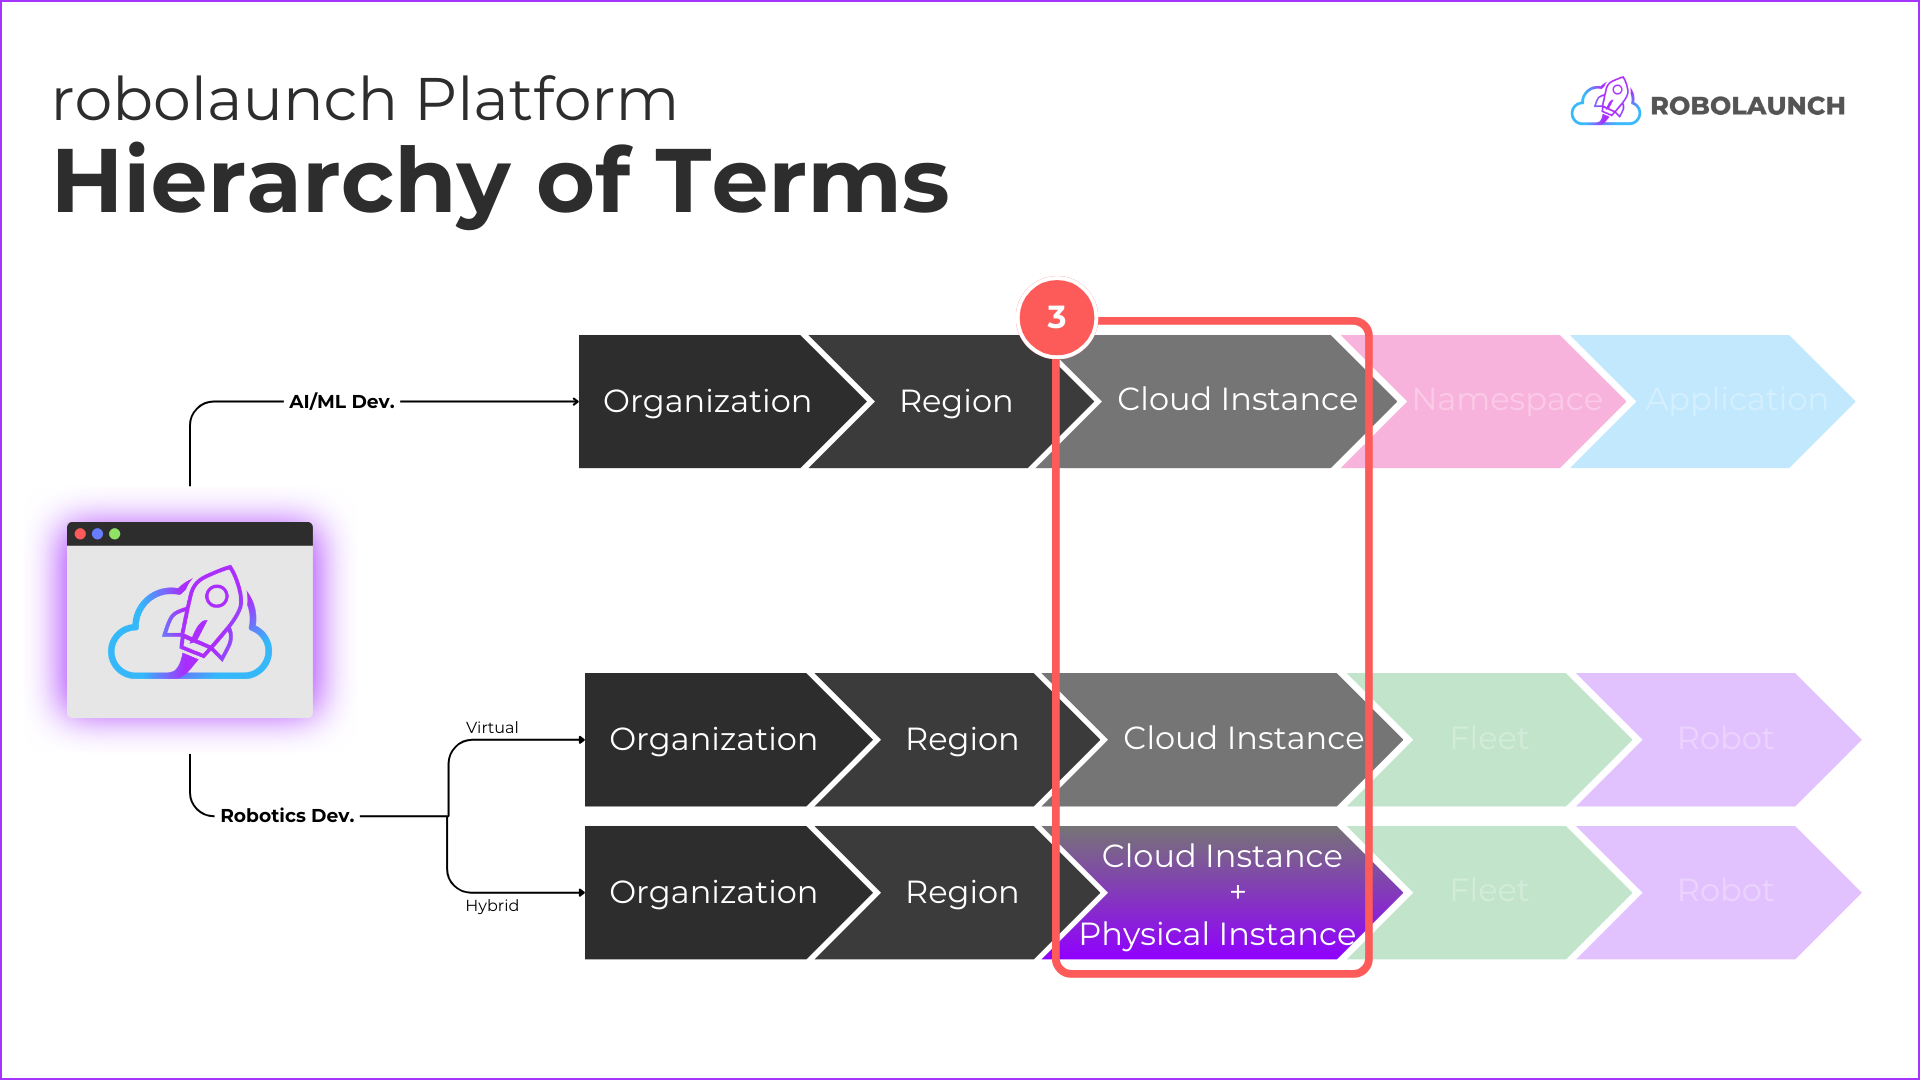 robolaunch Platform
Hierarchy of Terms
ROBOLAUNCH
3
AI/ML Dev.
Organization
Region
Cloud Instance
Namespace
Application
Robotics Dev.
Virtual
Organization
Region
Cloud Instance
Fleet
Robot
Hybrid
Organization
Region
Cloud Instance
+
Physical Instance
Fleet
Robot